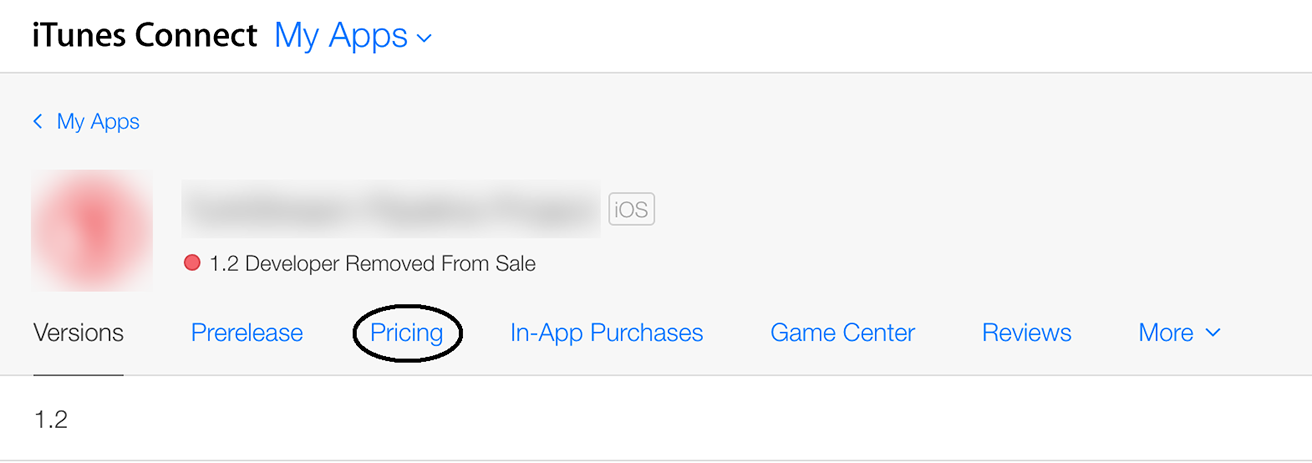 iTunes Connect My Apps
My Apps
iOS
1.2 Developer Removed From Sale
Versions Prerelease Pricing In-App Purchases Game Center Reviews More
1.2